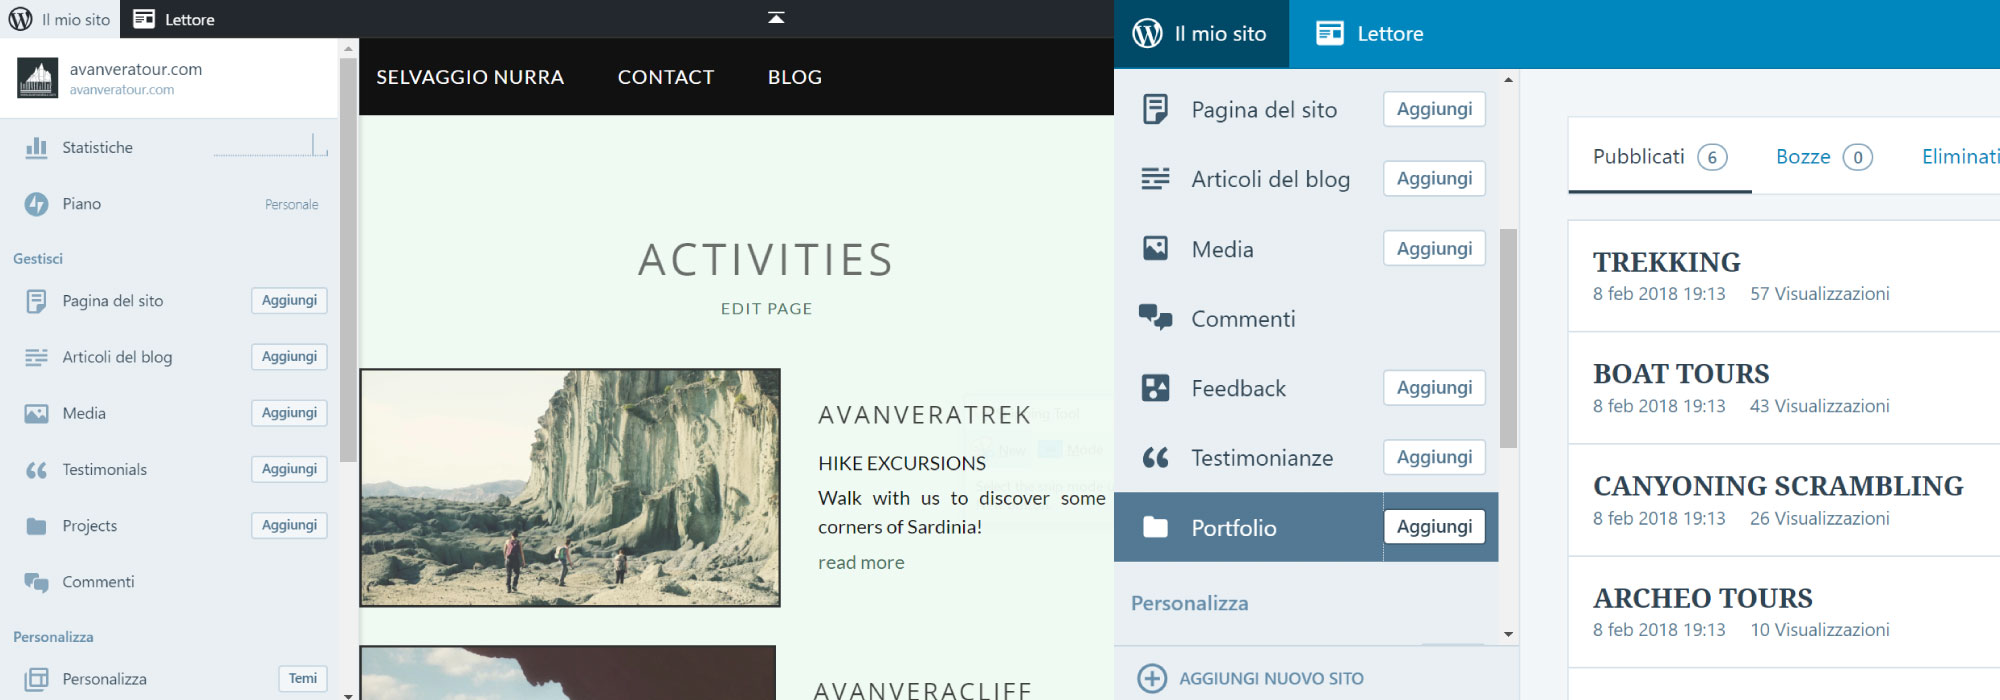 Il mio sito
Lettore
avanveratour.com
avanveratour.com
Statistiche
Piano Personale
Gestisci
Pagina del sito Aggiungi
Articoli del blog Aggiungi
Media Aggiungi
Testimonials Aggiungi
Projects Aggiungi
Commenti
Personalizza
Personalizza Temi
SELVAGGIO NURRA CONTACT BLOG
ACTIVITIES
EDIT PAGE
AVANVERATREK
HIKE EXCURSIONS
Walk with us to discover some
corners of Sardinia!
read more
AVANVERACLIFF
New Mode
Il mio sito Lettore
Pagina del sito Aggiungi
Articoli del blog Aggiungi
Media Aggiungi
Commenti
Feedback Aggiungi
Testimonianze Aggiungi
Portfolio Aggiungi
Personalizza
AGGIUNGI NUOVO SITO
Pubblicati 6 Bozze 0 Eliminati
TREKKING
8 feb 2018 19:13 57 Visualizzazioni
BOAT TOURS
8 feb 2018 19:13 43 Visualizzazioni
CANYONING SCRAMBLING
8 feb 2018 19:13 26 Visualizzazioni
ARCHEO TOURS
8 feb 2018 19:13 10 Visualizzazioni